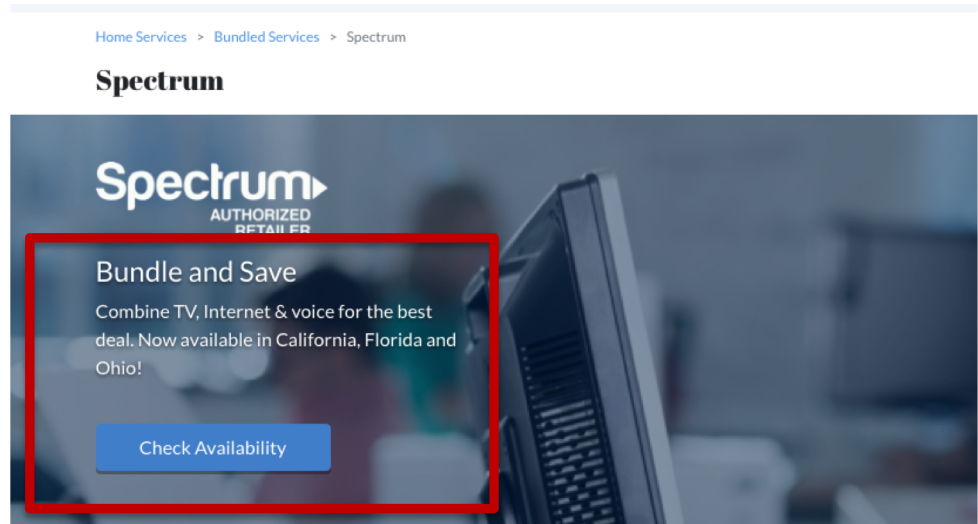 Home Services > Bundled Services > Spectrum
Spectrum
Spectrum
AUTHORIZED
RETAILER
Bundle and Save
Combine TV, Internet & voice for the best
deal. Now available in California, Florida and
Ohio!
Check Availability